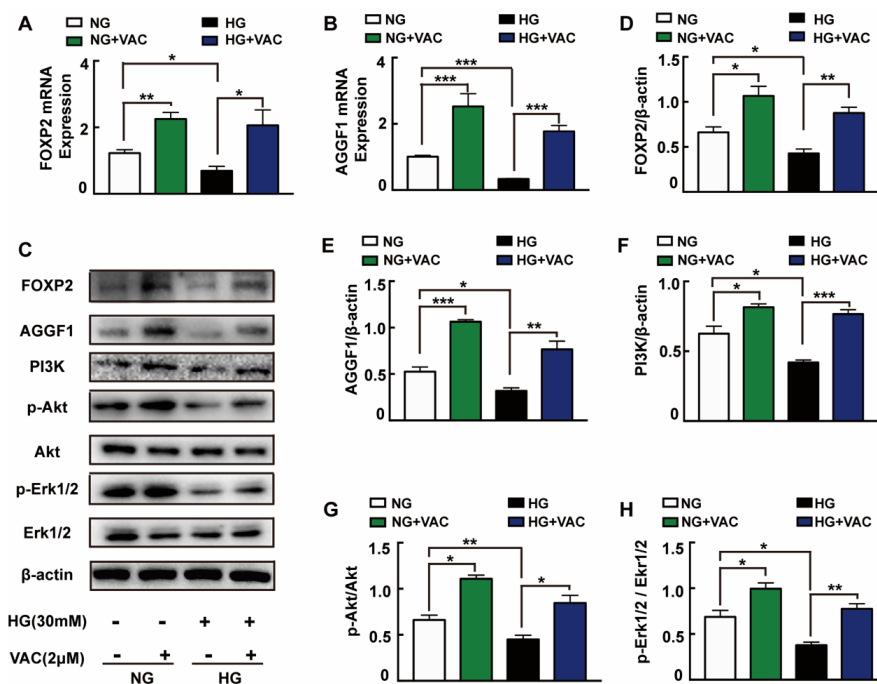 A
NG
HG
NG+VAC
HG+VAC
FOXP2 mRNA
Expression
4
2
0
*
**
*
B
NG
HG
NG+VAC
HG+VAC
AGGF1 mRNA
Expression
4
2
0
***
***
***
D
NG
HG
NG+VAC
HG+VAC
FOXP2/β-actin
1.5
1.0
0.5
0
*
*
**
C
FOXP2
AGGF1
PI3K
p-Akt
Akt
p-Erk1/2
Erk1/2
β-actin
HG(30mM) - - + +
VAC(2μM) - + - +
NG HG
E
NG
HG
NG+VAC
HG+VAC
AGGF1/β-actin
1.5
1.0
0.5
0
*
***
**
F
NG
HG
NG+VAC
HG+VAC
PI3K/β-actin
1.0
0.5
0
*
*
***
G
NG
HG
NG+VAC
HG+VAC
p-Akt/Akt
1.5
1.0
0.5
0
**
*
*
H
NG
HG
NG+VAC
HG+VAC
p-Erk1/2 / Ekr1/2
1.5
1.0
0.5
0
*
*
**